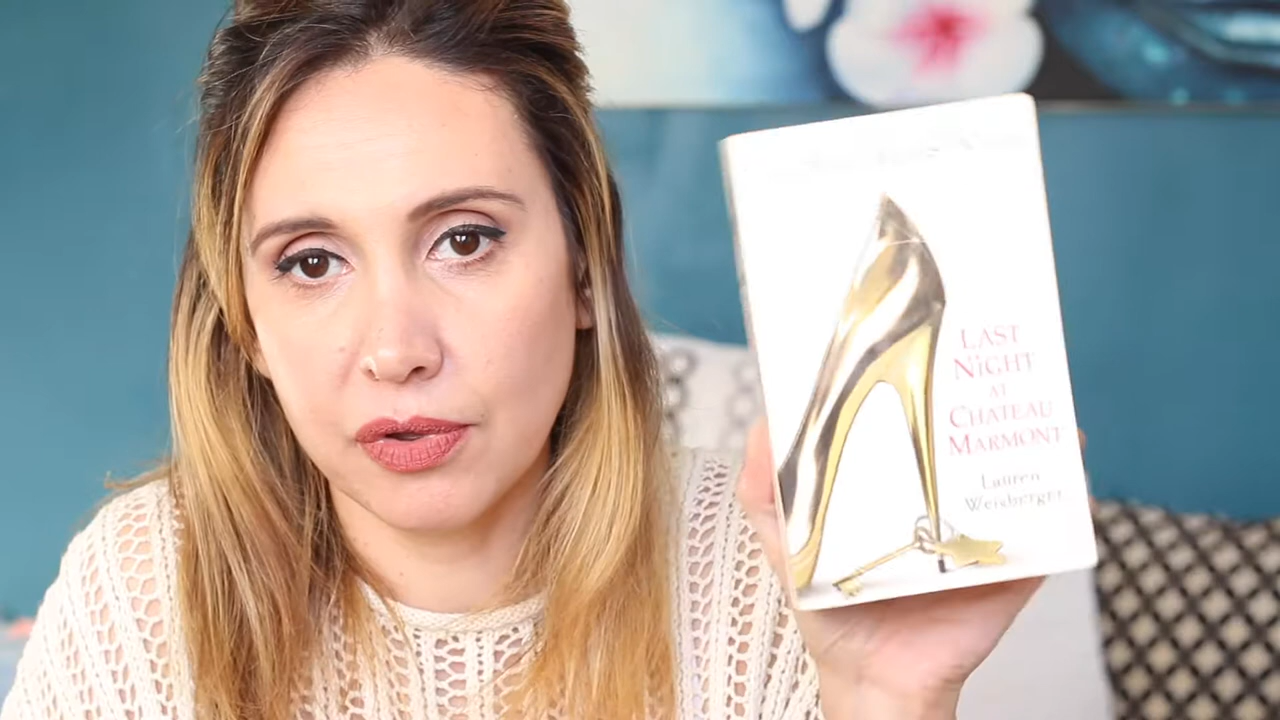 LAST
NIGHT
AT
CHATEAU
MARMONT
Lauren
Weisberger